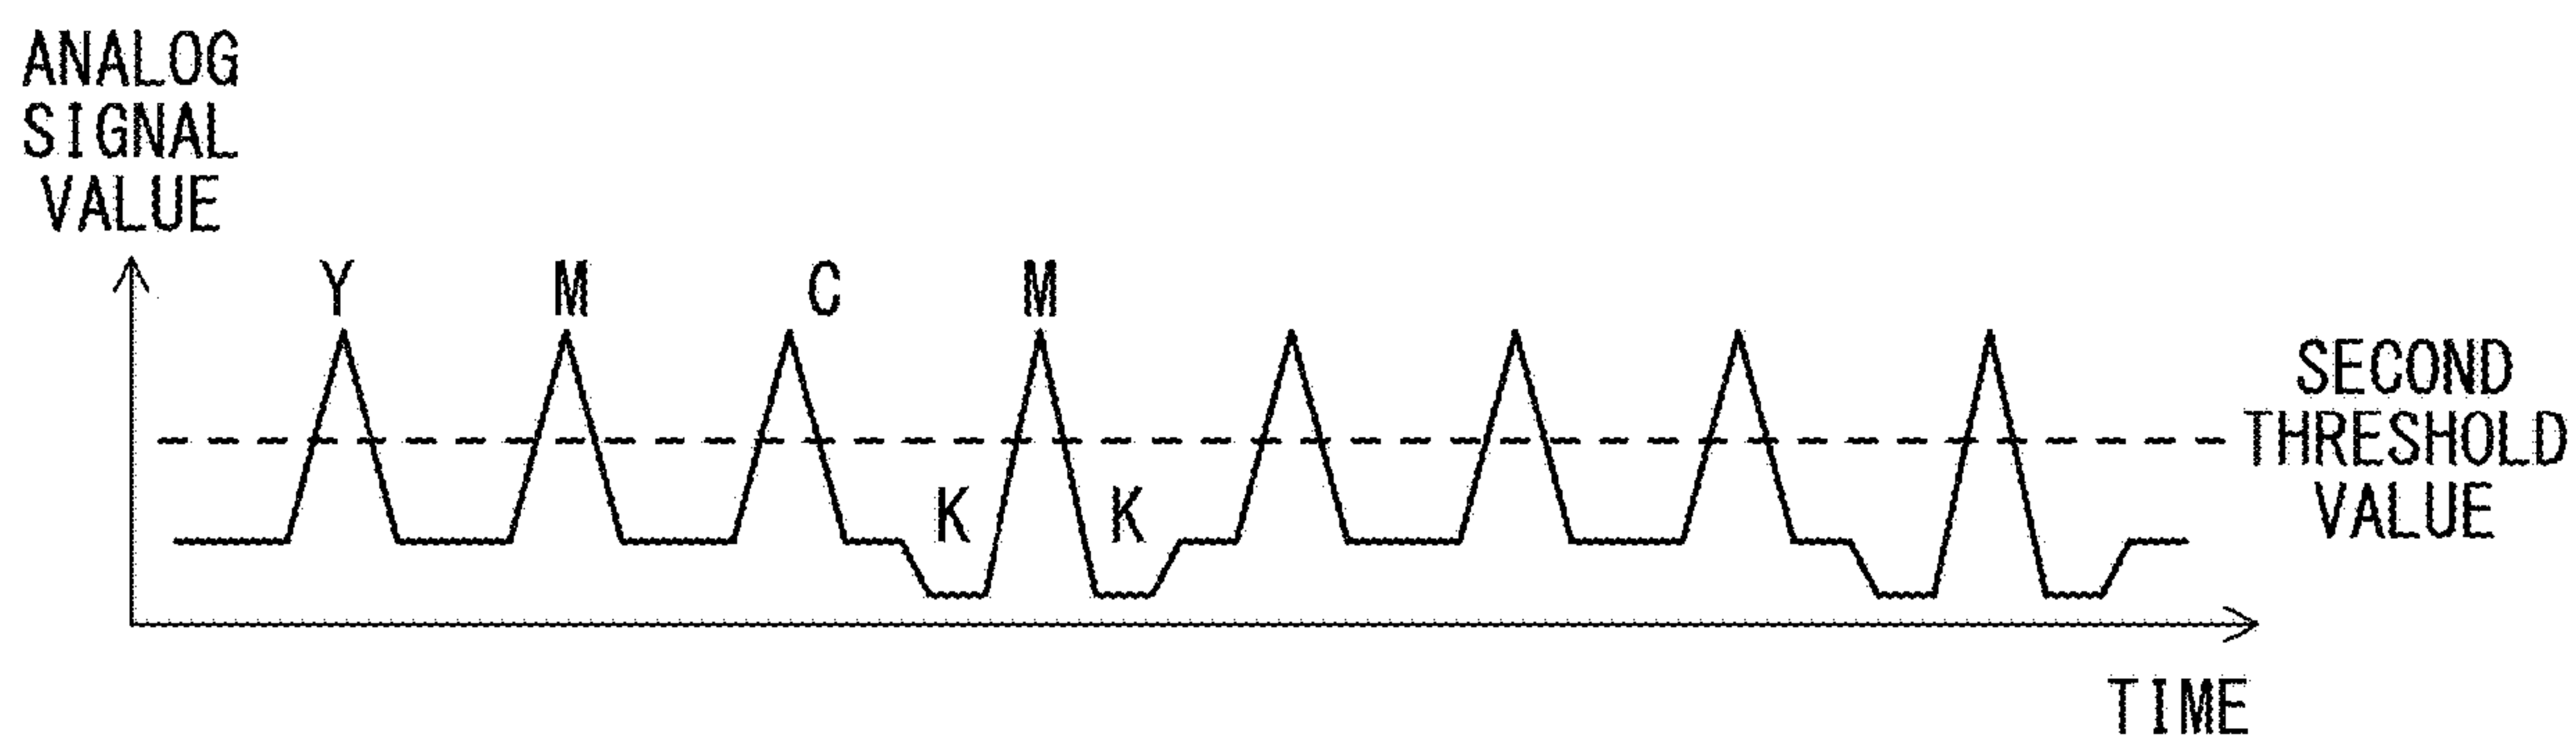 ANALOG
SIGNAL
VALUE
Y M C M
SECOND
THRESHOLD
VALUE
K K
TIME